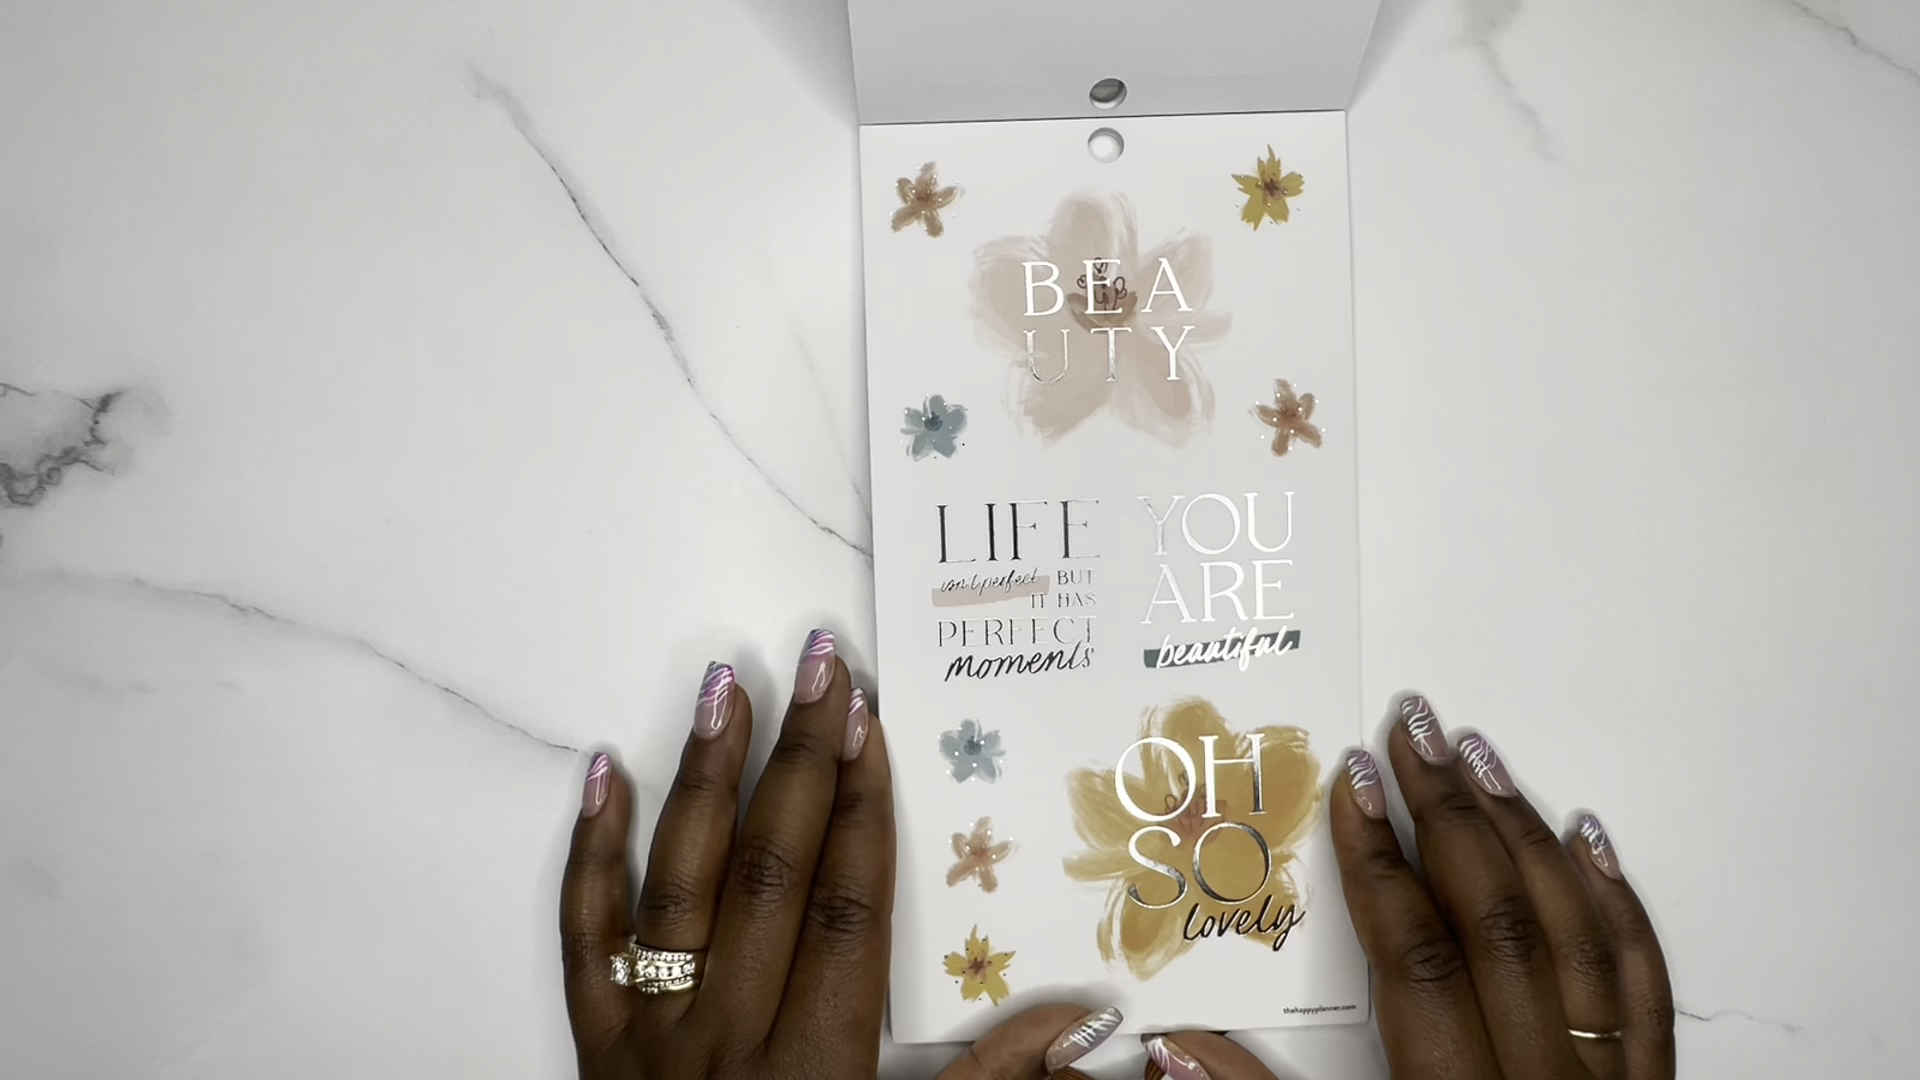 BEA
UTY
LIFE
isn't perfect BUT
IT HAS
PERFECT
moments
YOU
ARE
beautiful
OH
SO
lovely
thehappyplanner.com